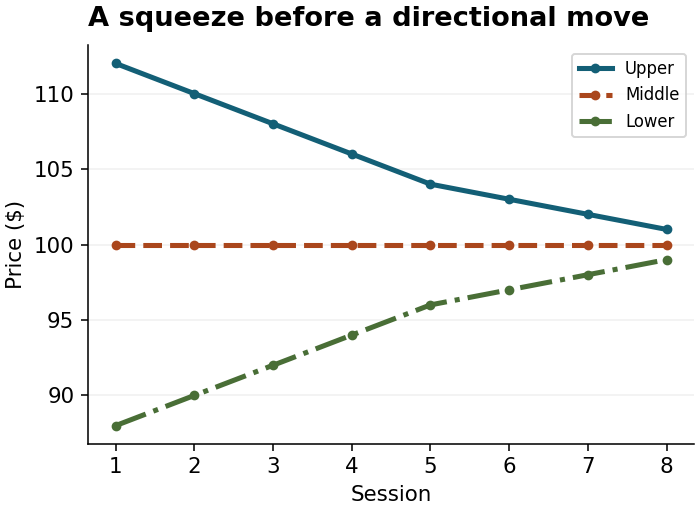 A squeeze before a directional move
Upper
Middle
Lower
Price ($)
110
105
100
95
90
1 2 3 4 5 6 7 8
Session